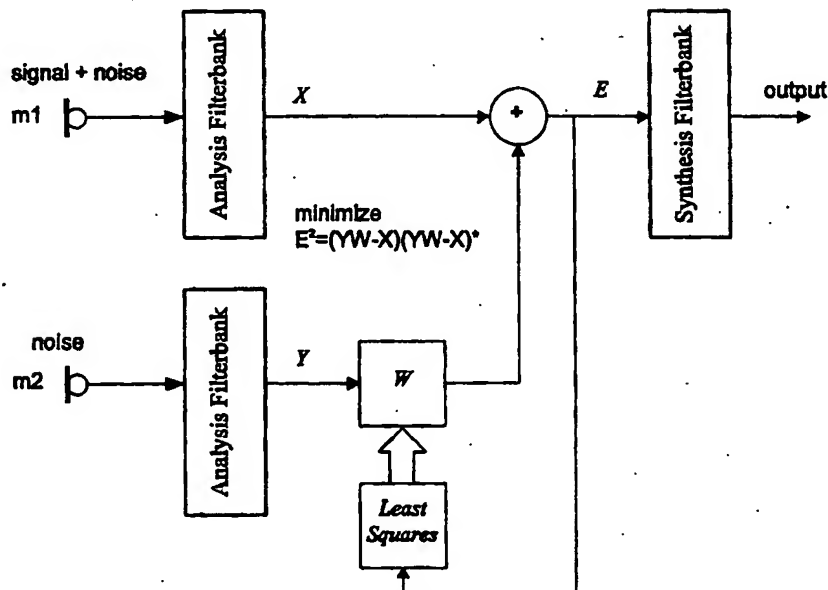 signal + noise
m1
Analysis Filterbank
X
+
E
Synthesis Filterbank
output
minimize
E²=(YW-X)(YW-X)*
noise
m2
Analysis Filterbank
Y
W
Least
Squares